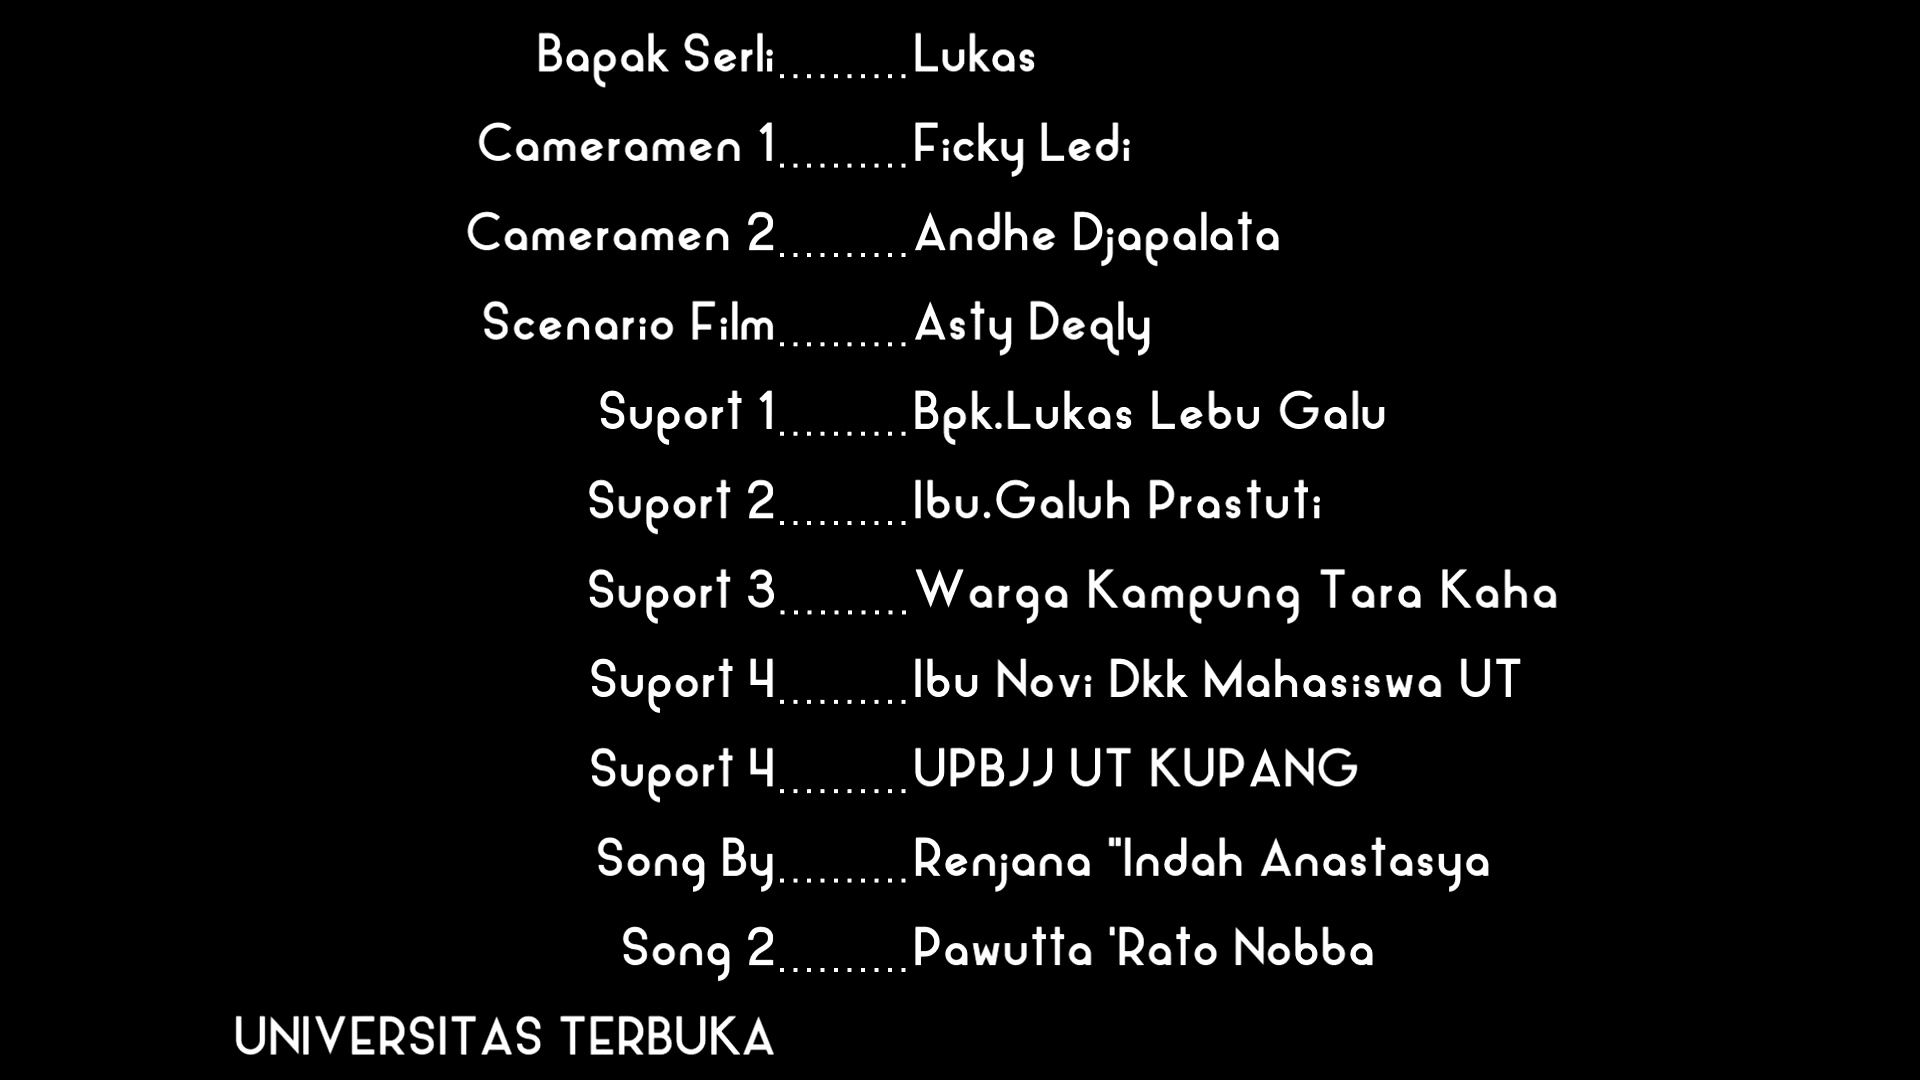 Bapak Serli..........Lukas
Cameramen 1..........Ficky Ledi
Cameramen 2..........Andhe Djapalata
Scenario Film..........Asty Deqly
Suport 1..........Bpk.Lukas Lebu Galu
Suport 2..........Ibu.Galuh Prastuti
Suport 3..........Warga Kampung Tara Kaha
Suport 4..........Ibu Novi Dkk Mahasiswa UT
Suport 4..........UPBJJ UT KUPANG
Song By..........Renjana "Indah Anastasya
Song 2..........Pawutta 'Rato Nobba
UNIVERSITAS TERBUKA